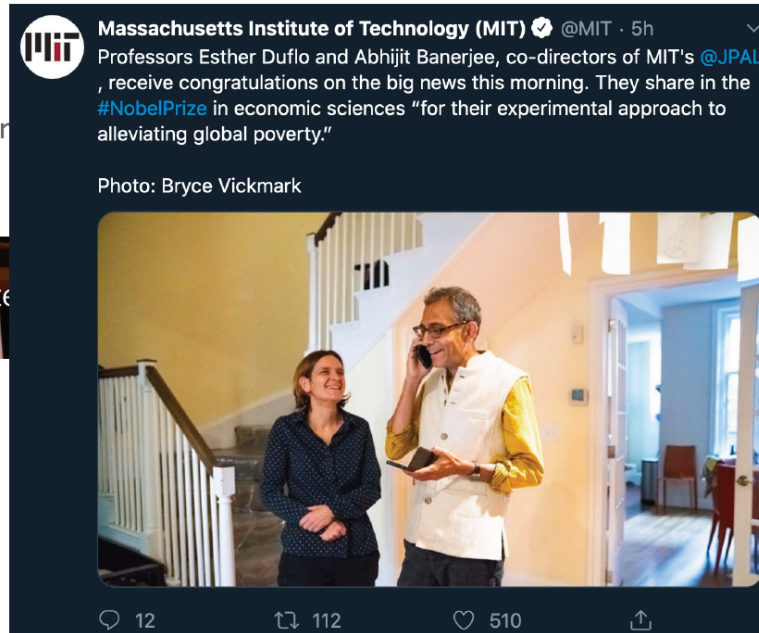 Massachusetts Institute of Technology (MIT) @MIT · 5h
Professors Esther Duflo and Abhijit Banerjee, co-directors of MIT's @JPAL
, receive congratulations on the big news this morning. They share in the
#NobelPrize in economic sciences “for their experimental approach to
alleviating global poverty.”
Photo: Bryce Vickmark
12 112 510